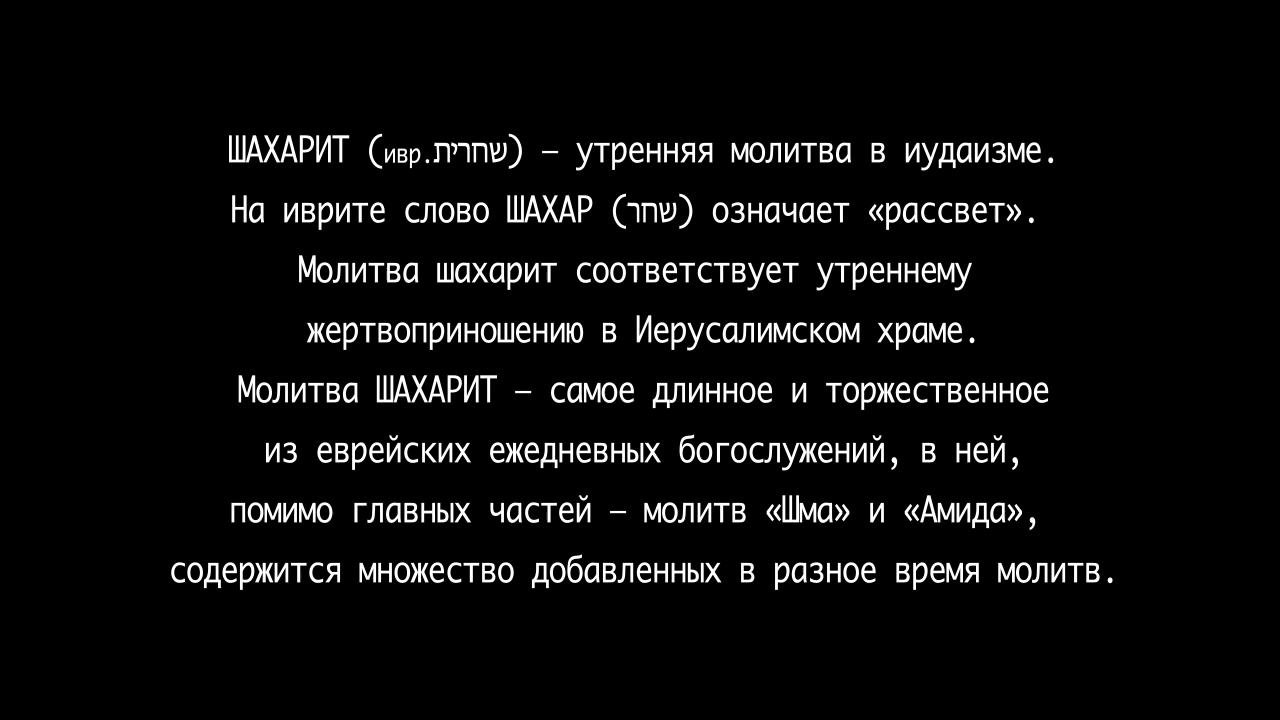 ШАХАРИТ (ивр.שחרית) – утренняя молитва в иудаизме.
На иврите слово ШАХАР (שחר) означает «рассвет».
Молитва шахарит соответствует утреннему
жертвоприношению в Иерусалимском храме.
Молитва ШАХАРИТ – самое длинное и торжественное
из еврейских ежедневных богослужений, в ней,
помимо главных частей – молитв «Шма» и «Амида»,
содержится множество добавленных в разное время молитв.